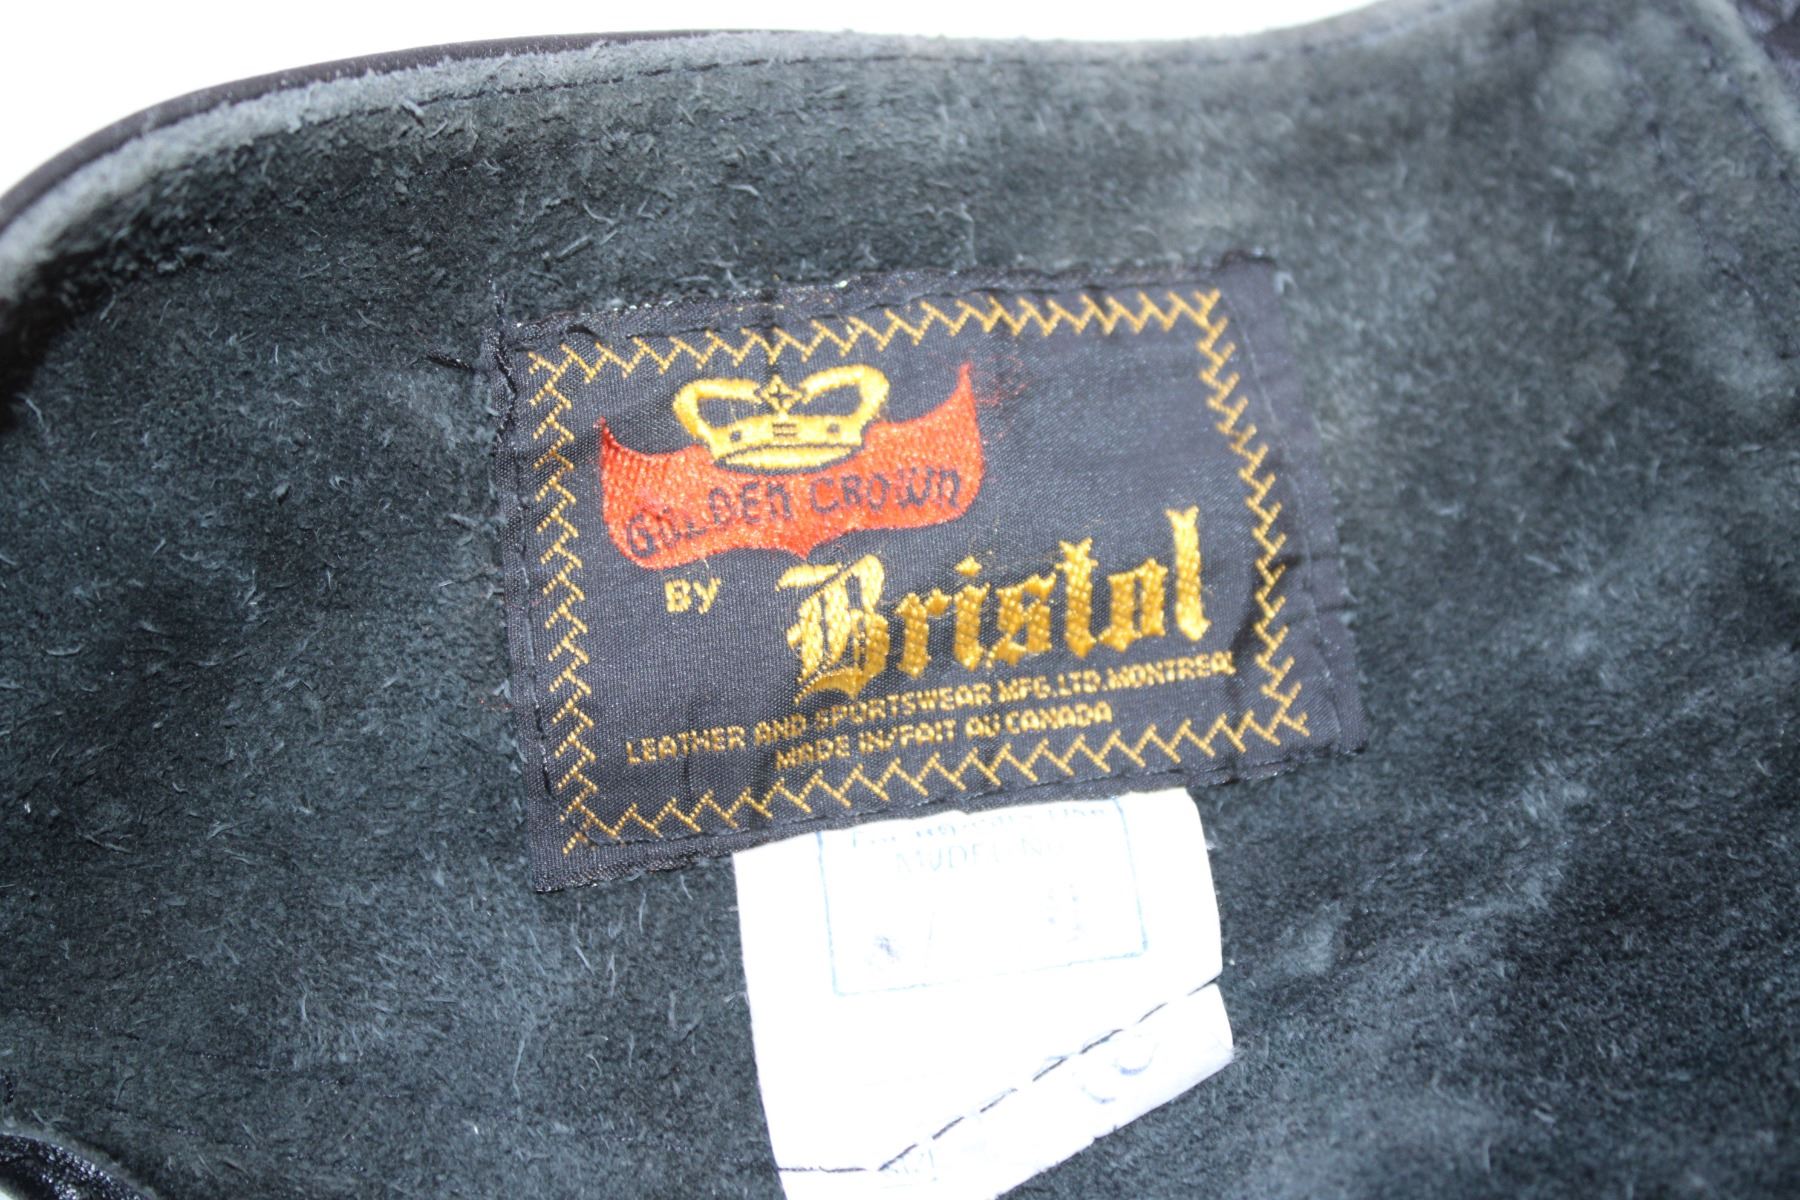 GOLDEN CROWN
BY Bristol
LEATHER AND SPORTSWEAR MFG. LTD. MONTREAL
MADE IN/FAIT AU CANADA